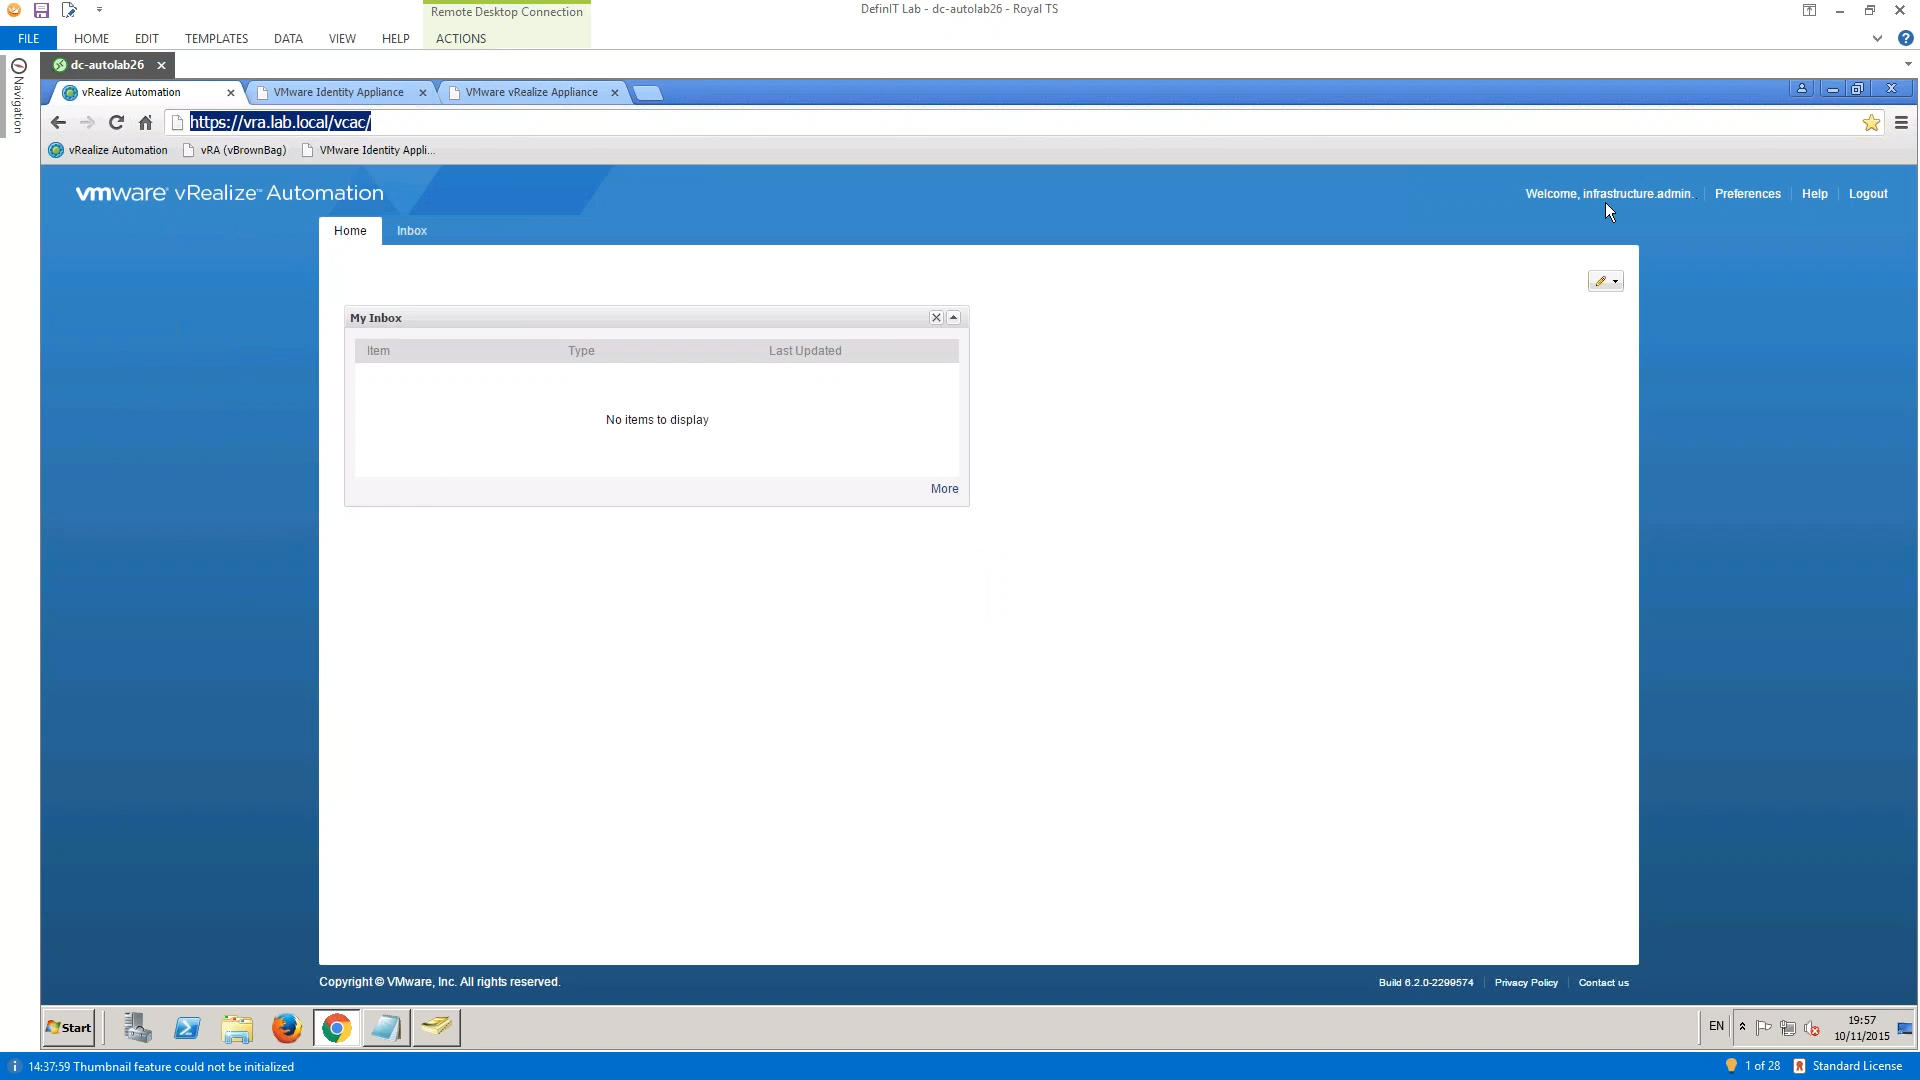 Remote Desktop Connection
DefinIT Lab - dc-autolab26 - Royal TS
FILE HOME EDIT TEMPLATES DATA VIEW HELP ACTIONS
Navigation
dc-autolab26
vRealize Automation VMware Identity Appliance VMware vRealize Appliance
https://vra.lab.local/vcac/
vRealize Automation vRA (vBrownBag) VMware Identity Appli...
vmware vRealize™ Automation
Welcome, infrastructure.admin. Preferences Help Logout
Home Inbox
My Inbox
Item Type Last Updated
No items to display
More
Copyright © VMware, Inc. All rights reserved.
Build 6.2.0-2299574 Privacy Policy Contact us
Start EN 19:57
10/11/2015
14:37:59 Thumbnail feature could not be initialized 1 of 28 Standard License